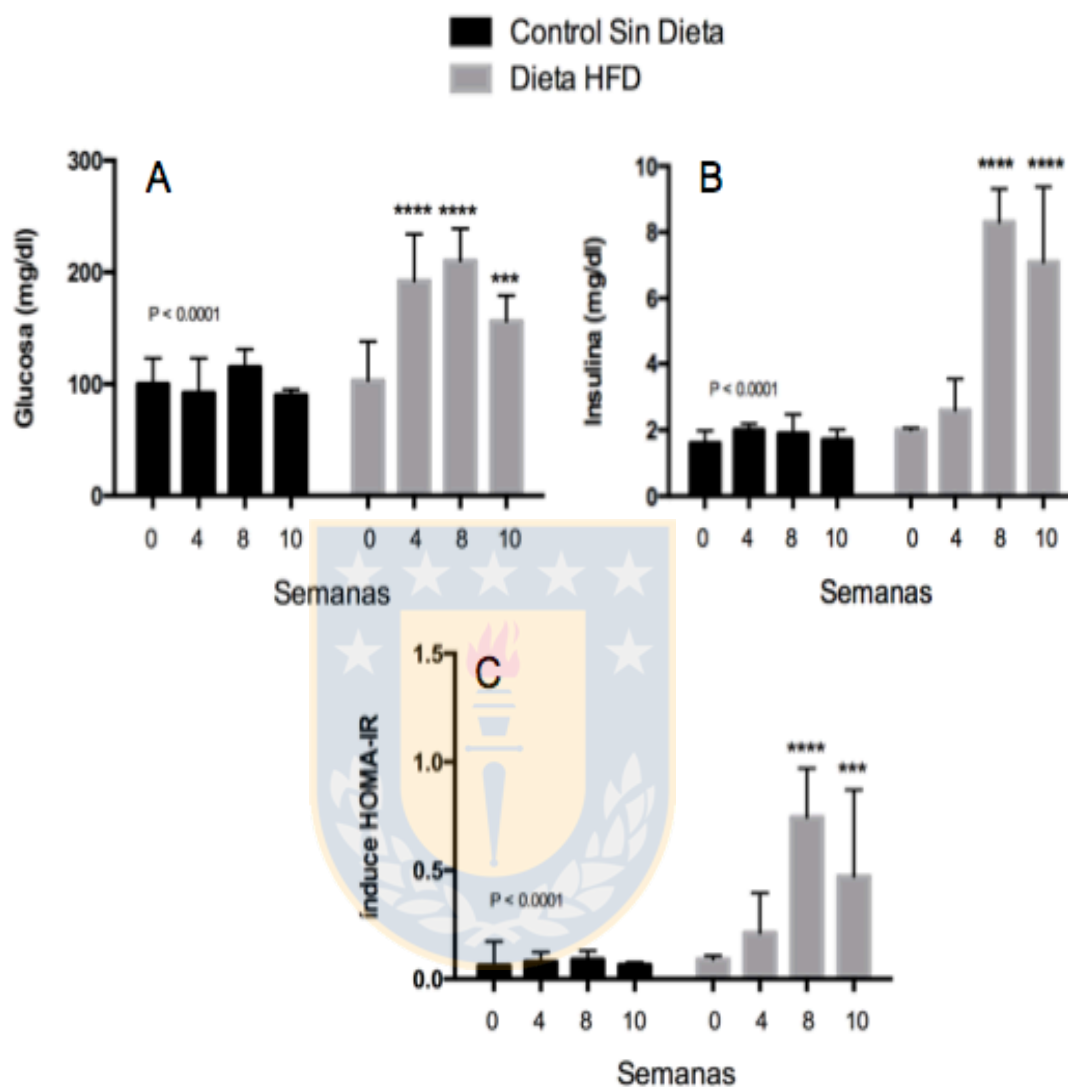 Control Sin Dieta
Dieta HFD
A
300
200
100
0
Glucosa (mg/dl)
P < 0.0001
****
****
***
0 4 8 10 0 4 8 10
Semanas
B
10
8
6
4
2
0
Insulina (mg/dl)
P < 0.0001
****
****
0 4 8 10 0 4 8 10
Semanas
C
1.5
1.0
0.5
0.0
induce HOMA-IR
P < 0.0001
****
***
0 4 8 10 0 4 8 10
Semanas